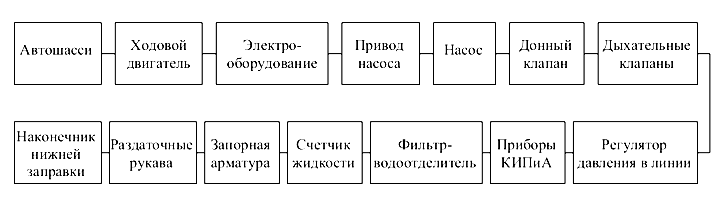 Автошасси
Ходовой
двигатель
Электро-
оборудование
Привод
насоса
Насос
Донный
клапан
Дыхательные
клапаны
Наконечник
нижней
заправки
Раздаточные
рукава
Запорная
арматура
Счетчик
жидкости
Фильтр-
водоотделитель
Приборы
КИПиА
Регулятор
давления в линии